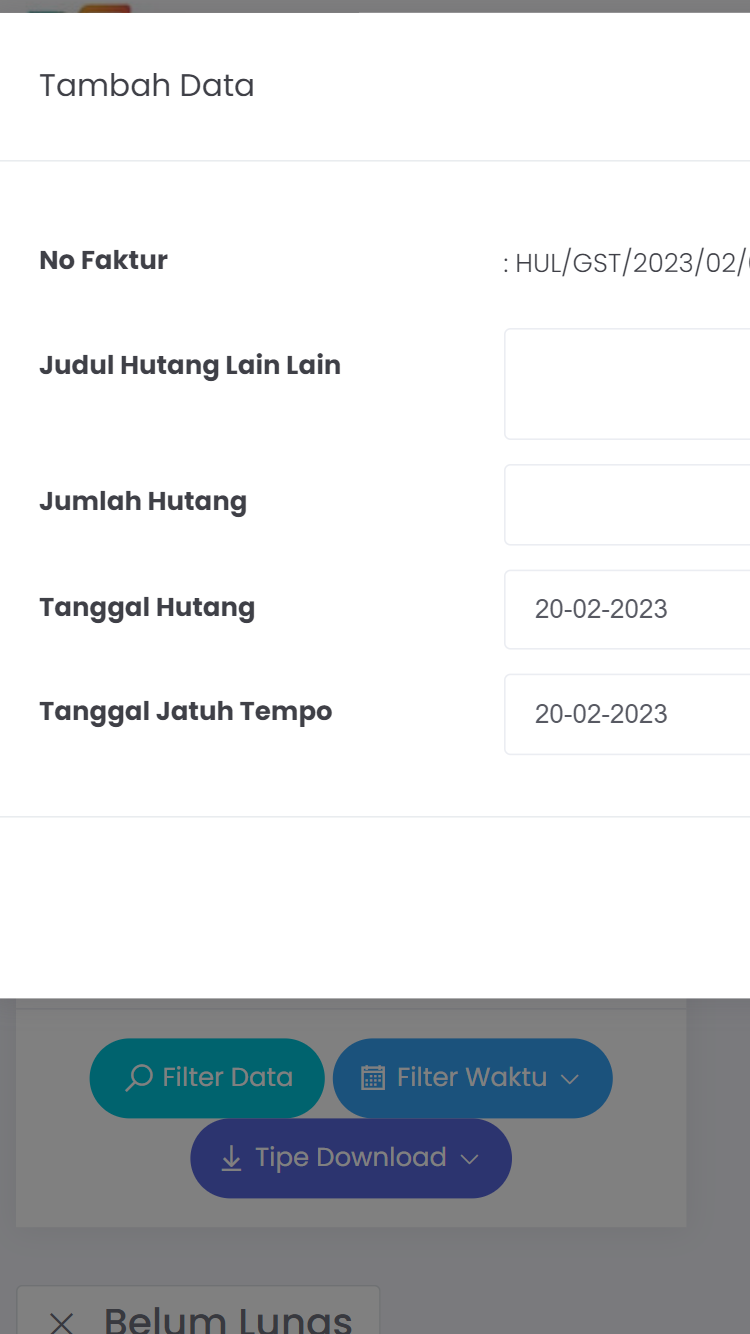 Tambah Data
No Faktur
: HUL/GST/2023/02/
Judul Hutang Lain Lain
Jumlah Hutang
Tanggal Hutang
20-02-2023
Tanggal Jatuh Tempo
20-02-2023
Filter Data
Filter Waktu
Tipe Download
Belum Lunas